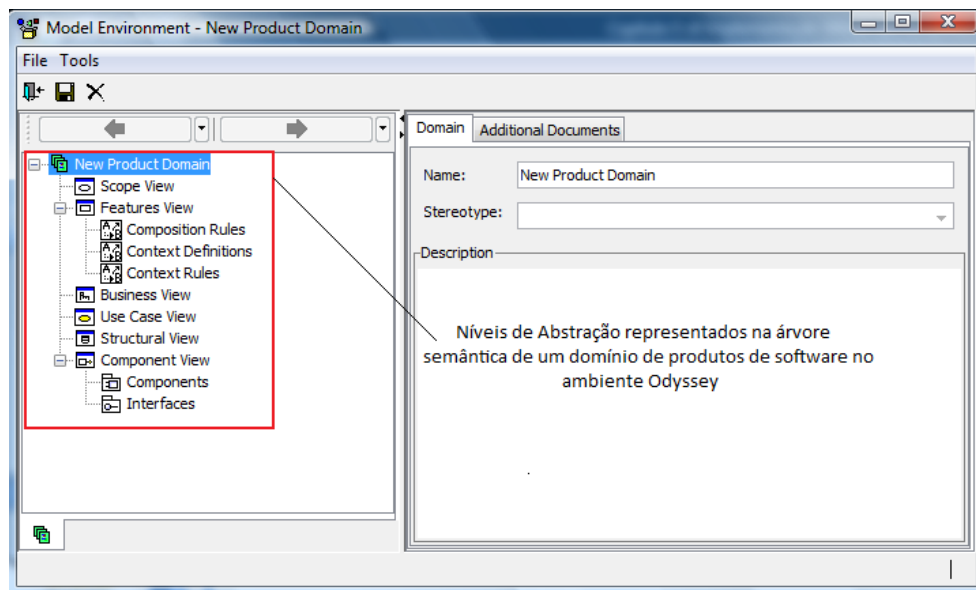 Model Environment - New Product Domain
File Tools
Domain Additional Documents
New Product Domain
Scope View
Features View
Composition Rules
Context Definitions
Context Rules
Business View
Use Case View
Structural View
Component View
Components
Interfaces
Name: New Product Domain
Stereotype:
Description
Níveis de Abstração representados na árvore
semântica de um domínio de produtos de software no
ambiente Odyssey